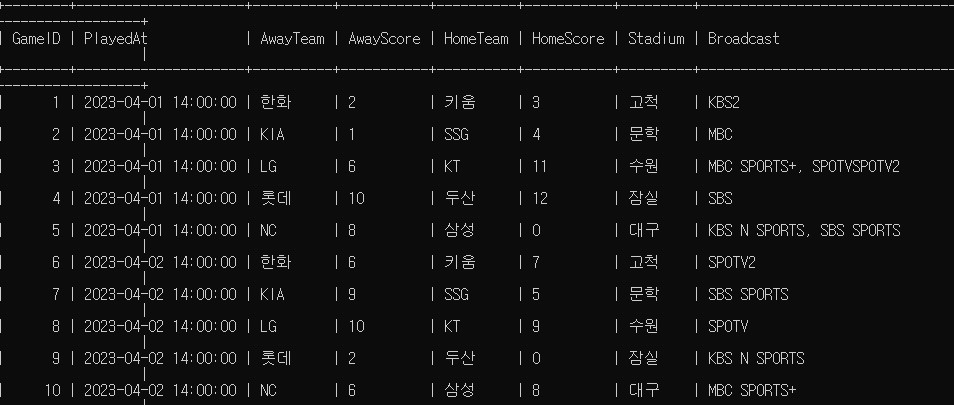 | GameID | PlayedAt | AwayTeam | AwayScore | HomeTeam | HomeScore | Stadium | Broadcast
| 1 | 2023-04-01 14:00:00 | 한화 | 2 | 키움 | 3 | 고척 | KBS2
| 2 | 2023-04-01 14:00:00 | KIA | 1 | SSG | 4 | 문학 | MBC
| 3 | 2023-04-01 14:00:00 | LG | 6 | KT | 11 | 수원 | MBC SPORTS+, SPOTVSPOTV2
| 4 | 2023-04-01 14:00:00 | 롯데 | 10 | 두산 | 12 | 잠실 | SBS
| 5 | 2023-04-01 14:00:00 | NC | 8 | 삼성 | 0 | 대구 | KBS N SPORTS, SBS SPORTS
| 6 | 2023-04-02 14:00:00 | 한화 | 6 | 키움 | 7 | 고척 | SPOTV2
| 7 | 2023-04-02 14:00:00 | KIA | 9 | SSG | 5 | 문학 | SBS SPORTS
| 8 | 2023-04-02 14:00:00 | LG | 10 | KT | 9 | 수원 | SPOTV
| 9 | 2023-04-02 14:00:00 | 롯데 | 2 | 두산 | 0 | 잠실 | KBS N SPORTS
| 10 | 2023-04-02 14:00:00 | NC | 6 | 삼성 | 8 | 대구 | MBC SPORTS+